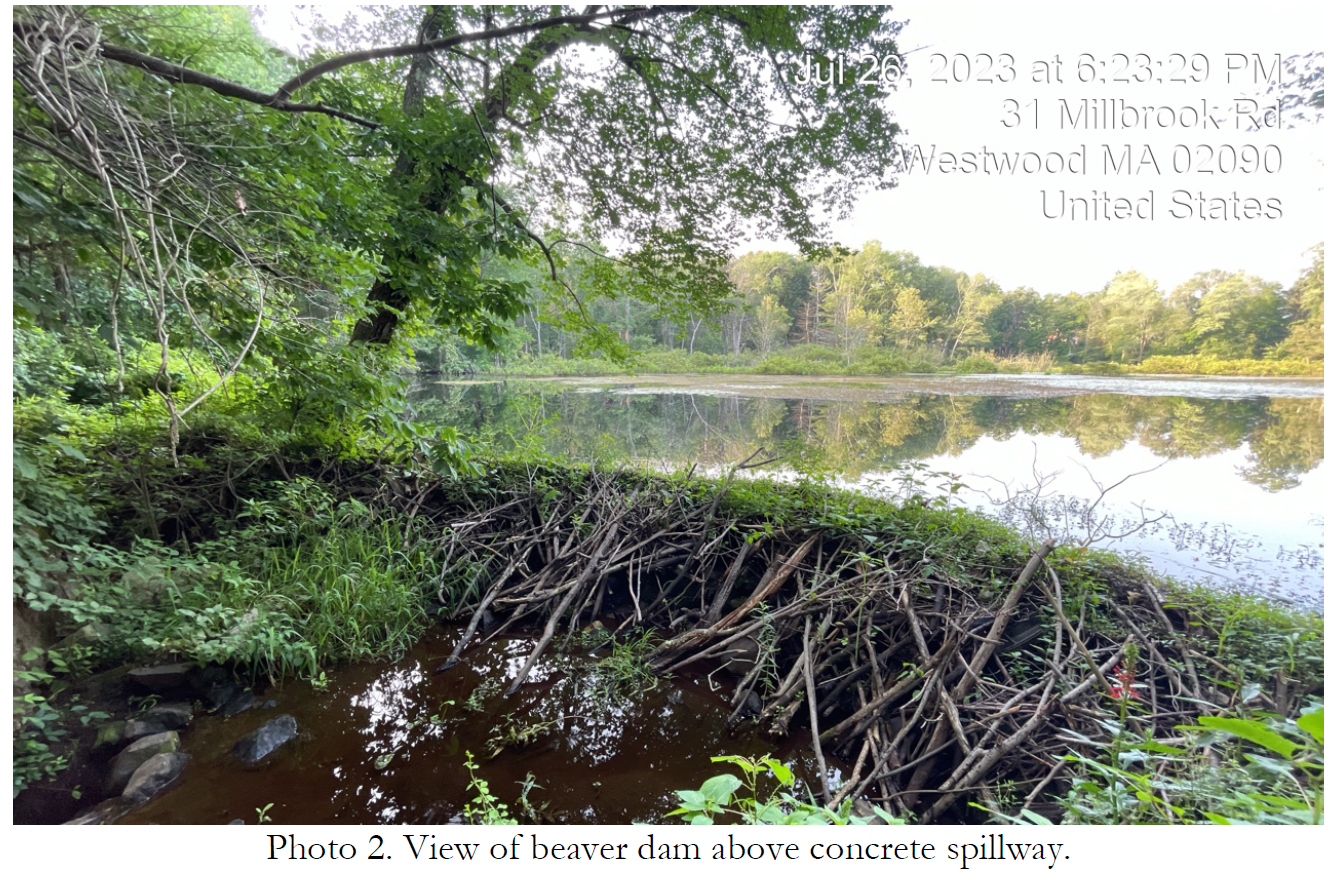 Jul 26, 2023 at 6:23:29 PM
31 Millbrook Rd
Westwood MA 02090
United States
Photo 2. View of beaver dam above concrete spillway.